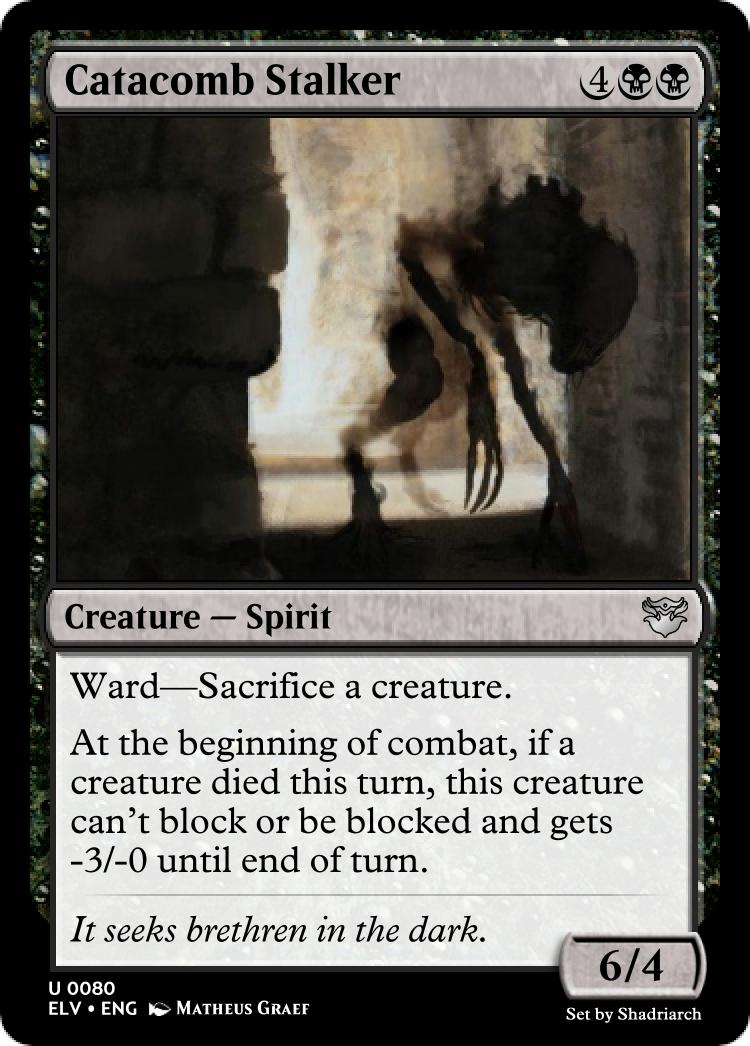 Catacomb Stalker 4
Creature — Spirit
Ward—Sacrifice a creature.
At the beginning of combat, if a
creature died this turn, this creature
can't block or be blocked and gets
-3/-0 until end of turn.
It seeks brethren in the dark.
6/4
U 0080
ELV • ENG Matheus Graef
Set by Shadriarch